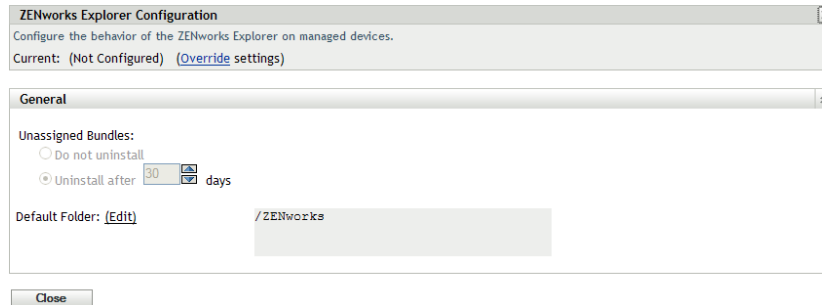 ZENworks Explorer Configuration
Configure the behavior of the ZENworks Explorer on managed devices.
Current: (Not Configured) (Override settings)
General
Unassigned Bundles:
Do not uninstall
Uninstall after 30 days
Default Folder: (Edit) /ZENworks
Close